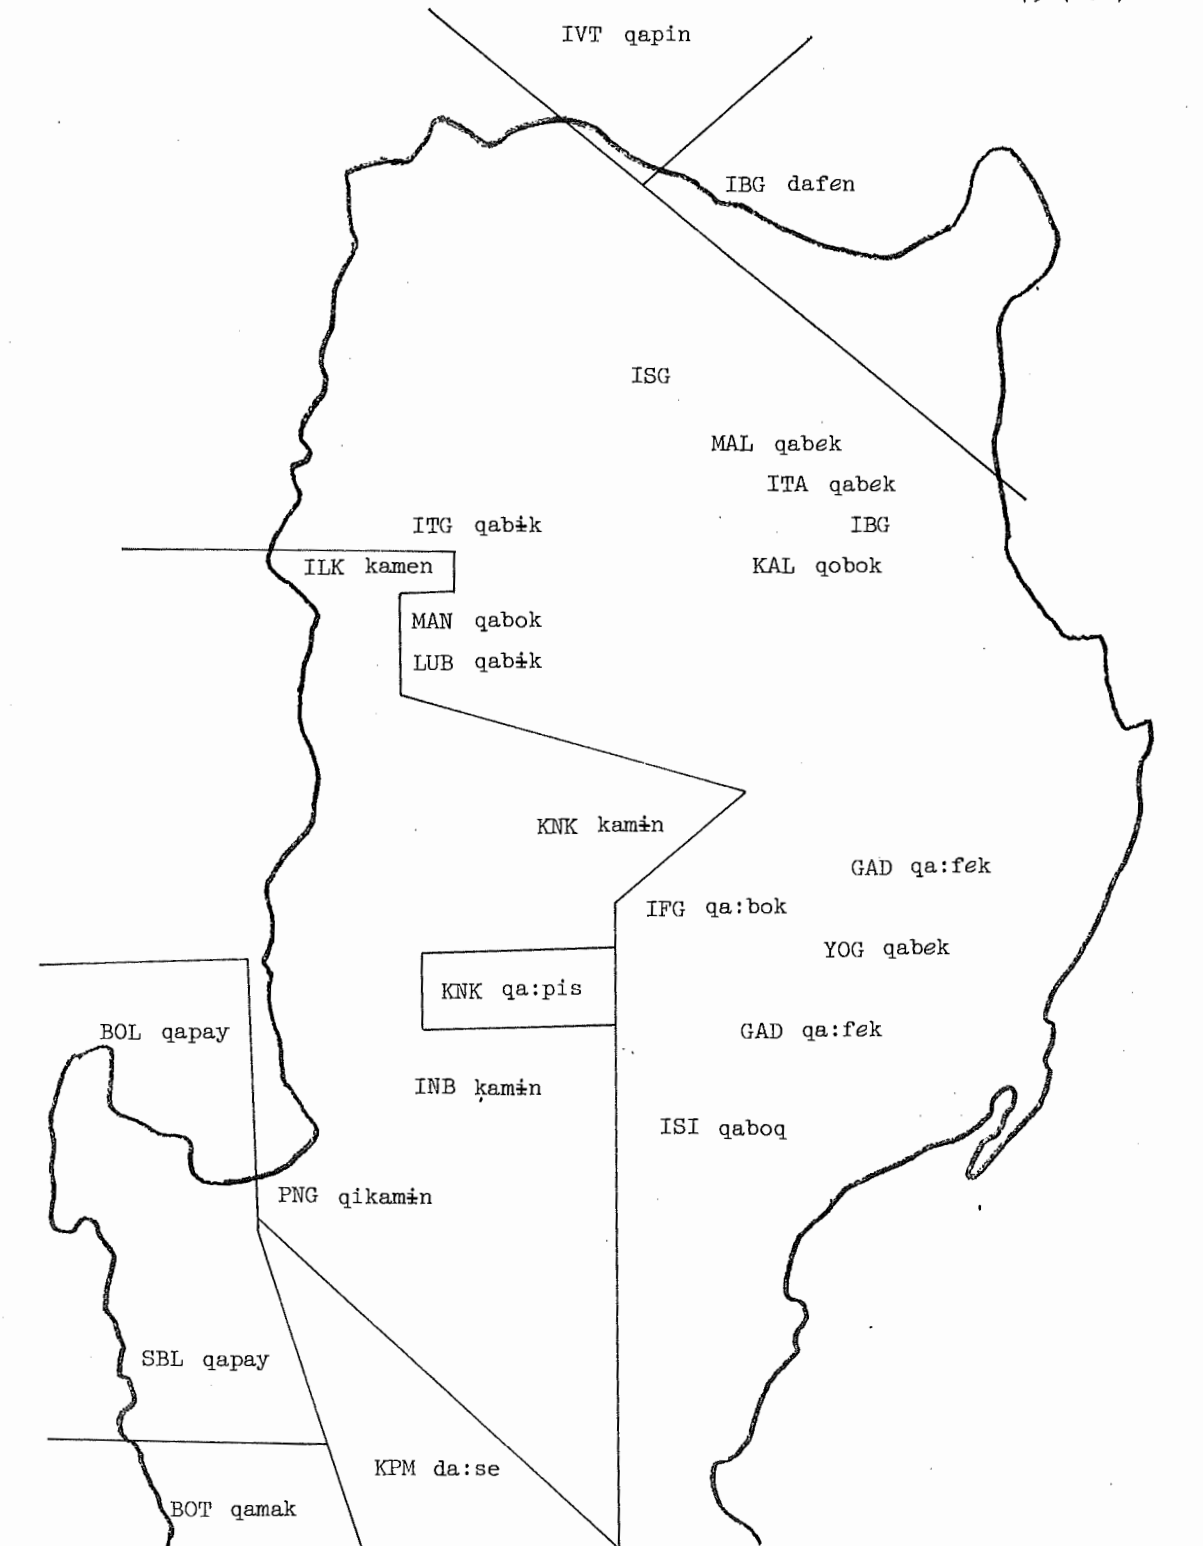 IVT qapin
IBG dafen
ISG
MAL qabek
ITA qabek
ITG qabɨk
IBG
ILK kamen
KAL qobok
MAN qabok
LUB qabɨk
KNK kamɨn
GAD qa:fek
IFG qa:bok
YOG qabek
KNK qa:pis
BOL qapay
GAD qa:fek
INB kamɨn
ISI qaboq
PNG qikamɨn
SBL qapay
KPM da:se
BOT qamak